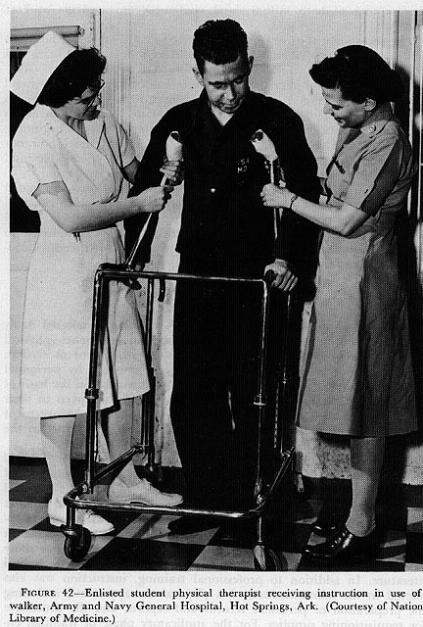 FIGURE 42—Enlisted student physical therapist receiving instruction in use of
walker, Army and Navy General Hospital, Hot Springs, Ark. (Courtesy of Nation
Library of Medicine.)